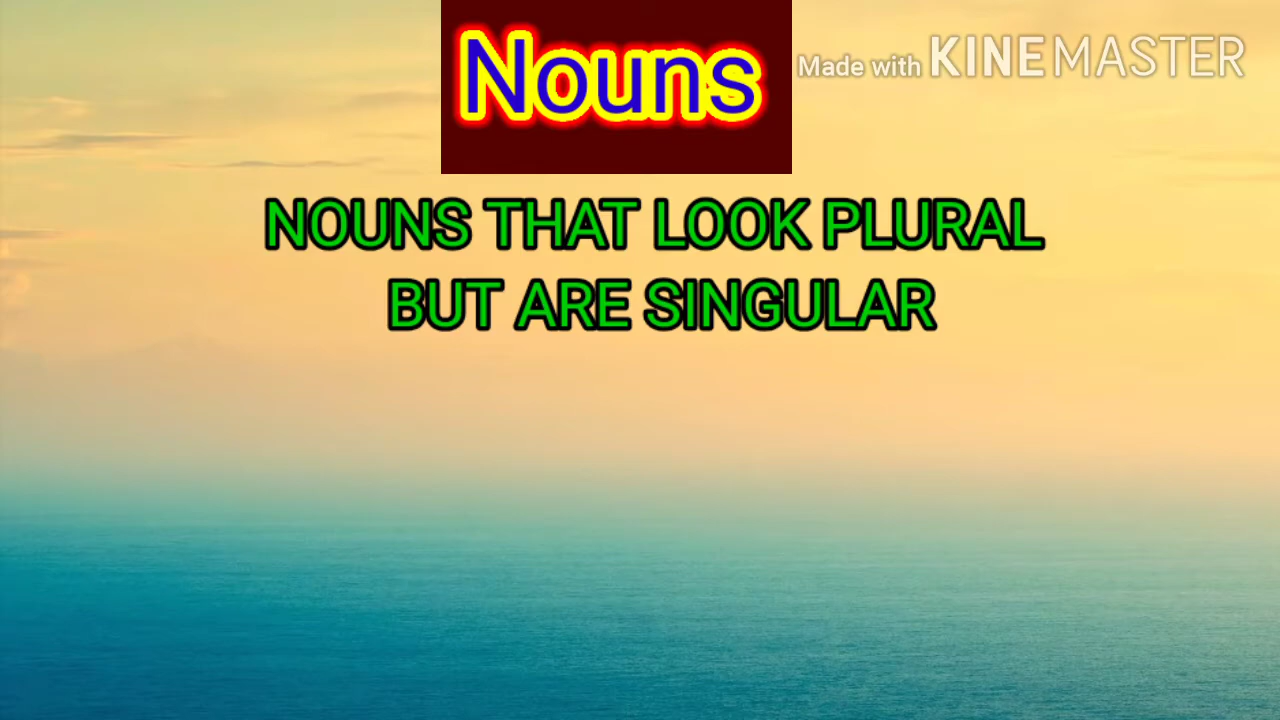 Nouns
Made with KINEMASTER
NOUNS THAT LOOK PLURAL
BUT ARE SINGULAR